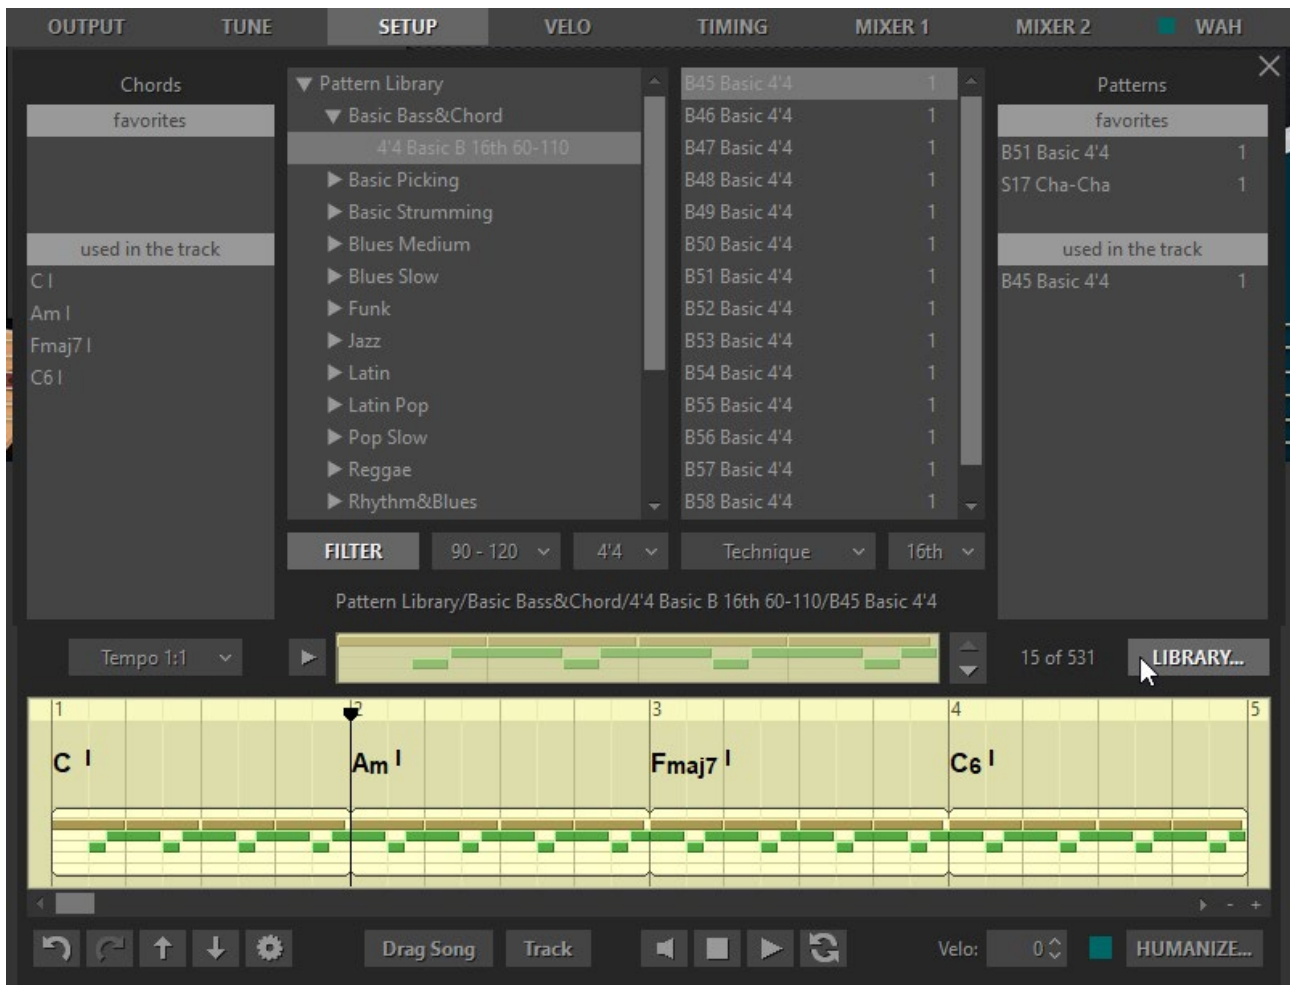 OUTPUT TUNE SETUP VELO TIMING MIXER 1 MIXER 2 WAH
Chords
favorites
used in the track
C I
Am I
Fmaj7 I
C6 I
Pattern Library
Basic Bass&Chord
4'4 Basic B 16th 60-110
Basic Picking
Basic Strumming
Blues Medium
Blues Slow
Funk
Jazz
Latin
Latin Pop
Pop Slow
Reggae
Rhythm&Blues
B45 Basic 4'4 1
B46 Basic 4'4 1
B47 Basic 4'4 1
B48 Basic 4'4 1
B49 Basic 4'4 1
B50 Basic 4'4 1
B51 Basic 4'4 1
B52 Basic 4'4 1
B53 Basic 4'4 1
B54 Basic 4'4 1
B55 Basic 4'4 1
B56 Basic 4'4 1
B57 Basic 4'4 1
B58 Basic 4'4 1
Patterns
favorites
B51 Basic 4'4 1
S17 Cha-Cha 1
used in the track
B45 Basic 4'4 1
FILTER 90 - 120 4'4 Technique 16th
Pattern Library/Basic Bass&Chord/4'4 Basic B 16th 60-110/B45 Basic 4'4
Tempo 1:1 15 of 531 LIBRARY...
1 2 3 4 5
C I Am I Fmaj7 I C6 I
Drag Song Track Velo: 0 HUMANIZE...